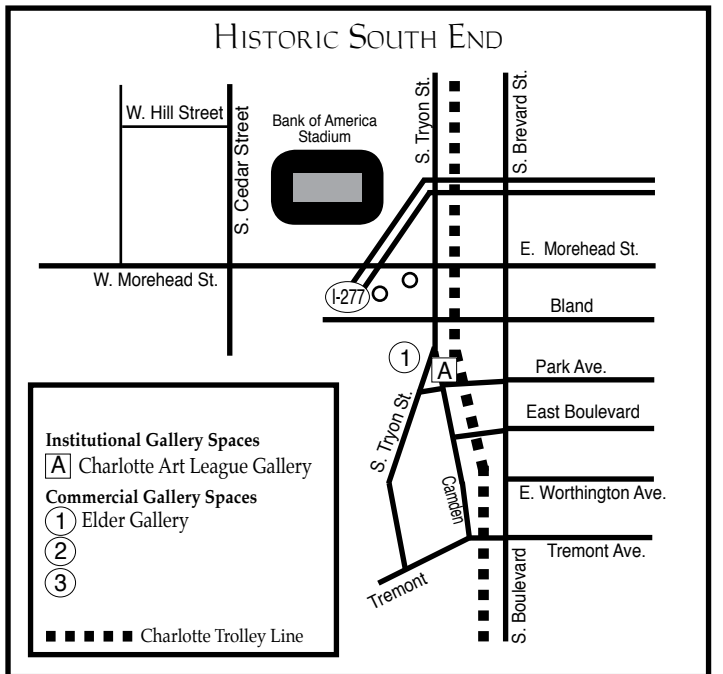 HISTORIC SOUTH END
W. Hill Street
S. Cedar Street
Bank of America
Stadium
S. Tryon St.
S. Brevard St.
W. Morehead St.
E. Morehead St.
I-277
Bland
1
A
Park Ave.
S. Tryon St.
East Boulevard
Camden
E. Worthington Ave.
Tremont Ave.
Tremont
S. Boulevard
Institutional Gallery Spaces
A Charlotte Art League Gallery
Commercial Gallery Spaces
1 Elder Gallery
2
3
Charlotte Trolley Line